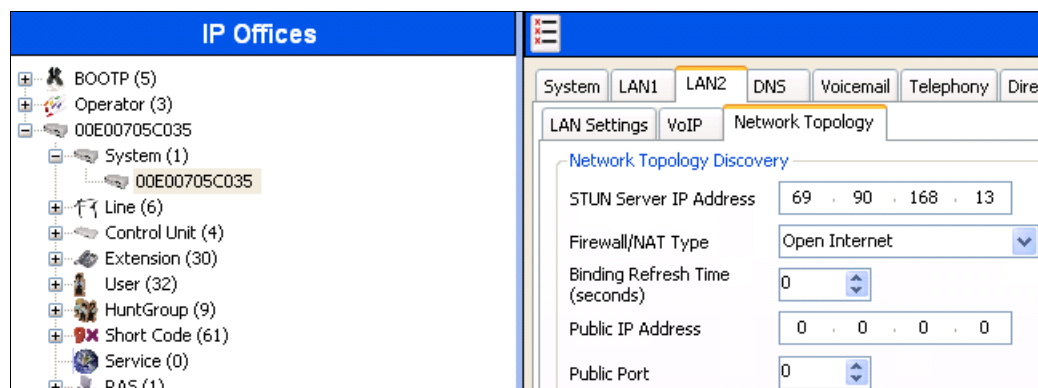 IP Offices
BOOTP (5)
Operator (3)
00E00705C035
System (1)
00E00705C035
Line (6)
Control Unit (4)
Extension (30)
User (32)
HuntGroup (9)
Short Code (61)
Service (0)
RAS (1)
System LAN1 LAN2 DNS Voicemail Telephony Dire
LAN Settings VoIP Network Topology
Network Topology Discovery
STUN Server IP Address 69 . 90 . 168 . 13
Firewall/NAT Type Open Internet
Binding Refresh Time
(seconds) 0
Public IP Address 0 . 0 . 0 . 0
Public Port 0